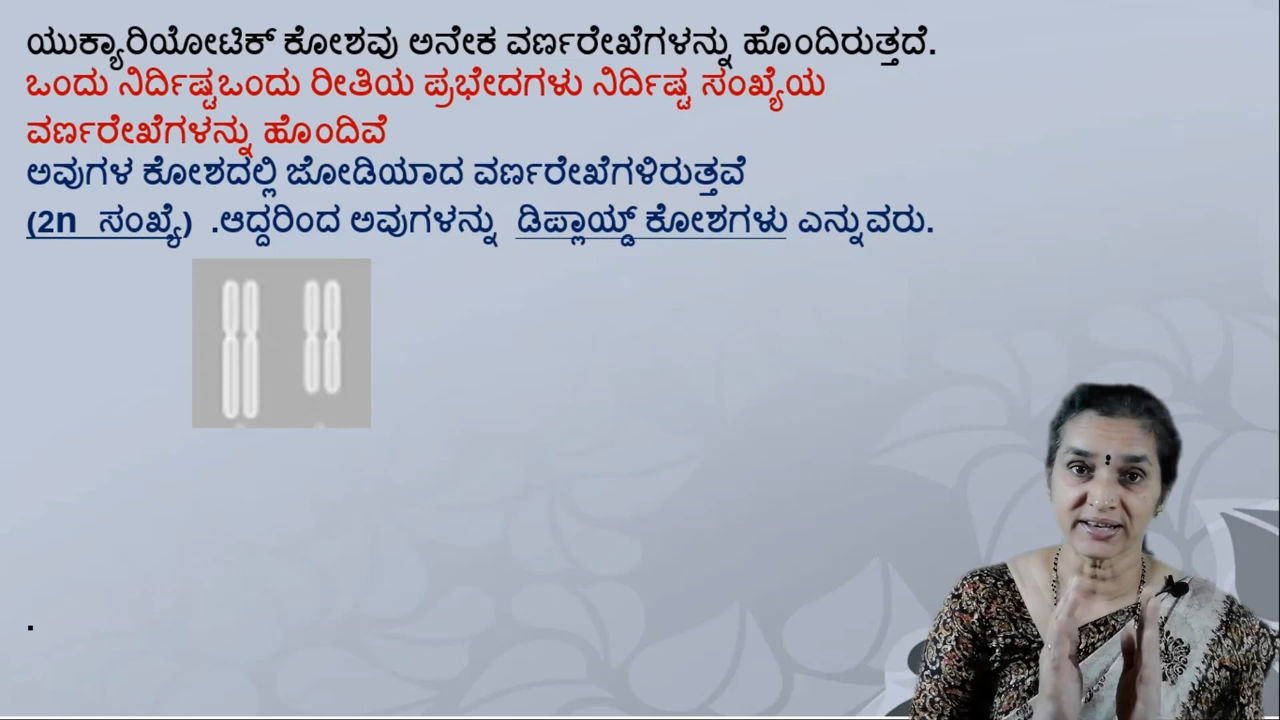 ಯುಕ್ಯಾರಿಯೋಟಿಕ್ ಕೋಶವು ಅನೇಕ ವರ್ಣರೇಖೆಗಳನ್ನು ಹೊಂದಿರುತ್ತದೆ.
ಒಂದು ನಿರ್ದಿಷ್ಟಒಂದು ರೀತಿಯ ಪ್ರಭೇದಗಳು ನಿರ್ದಿಷ್ಟ ಸಂಖ್ಯೆಯ
ವರ್ಣರೇಖೆಗಳನ್ನು ಹೊಂದಿವೆ
ಅವುಗಳ ಕೋಶದಲ್ಲಿ ಜೋಡಿಯಾದ ವರ್ಣರೇಖೆಗಳಿರುತ್ತವೆ
(2n ಸಂಖ್ಯೆ) .ಆದ್ದರಿಂದ ಅವುಗಳನ್ನು ಡಿಪ್ಲಾಯ್ಡ್ ಕೋಶಗಳು ಎನ್ನುವರು.
.